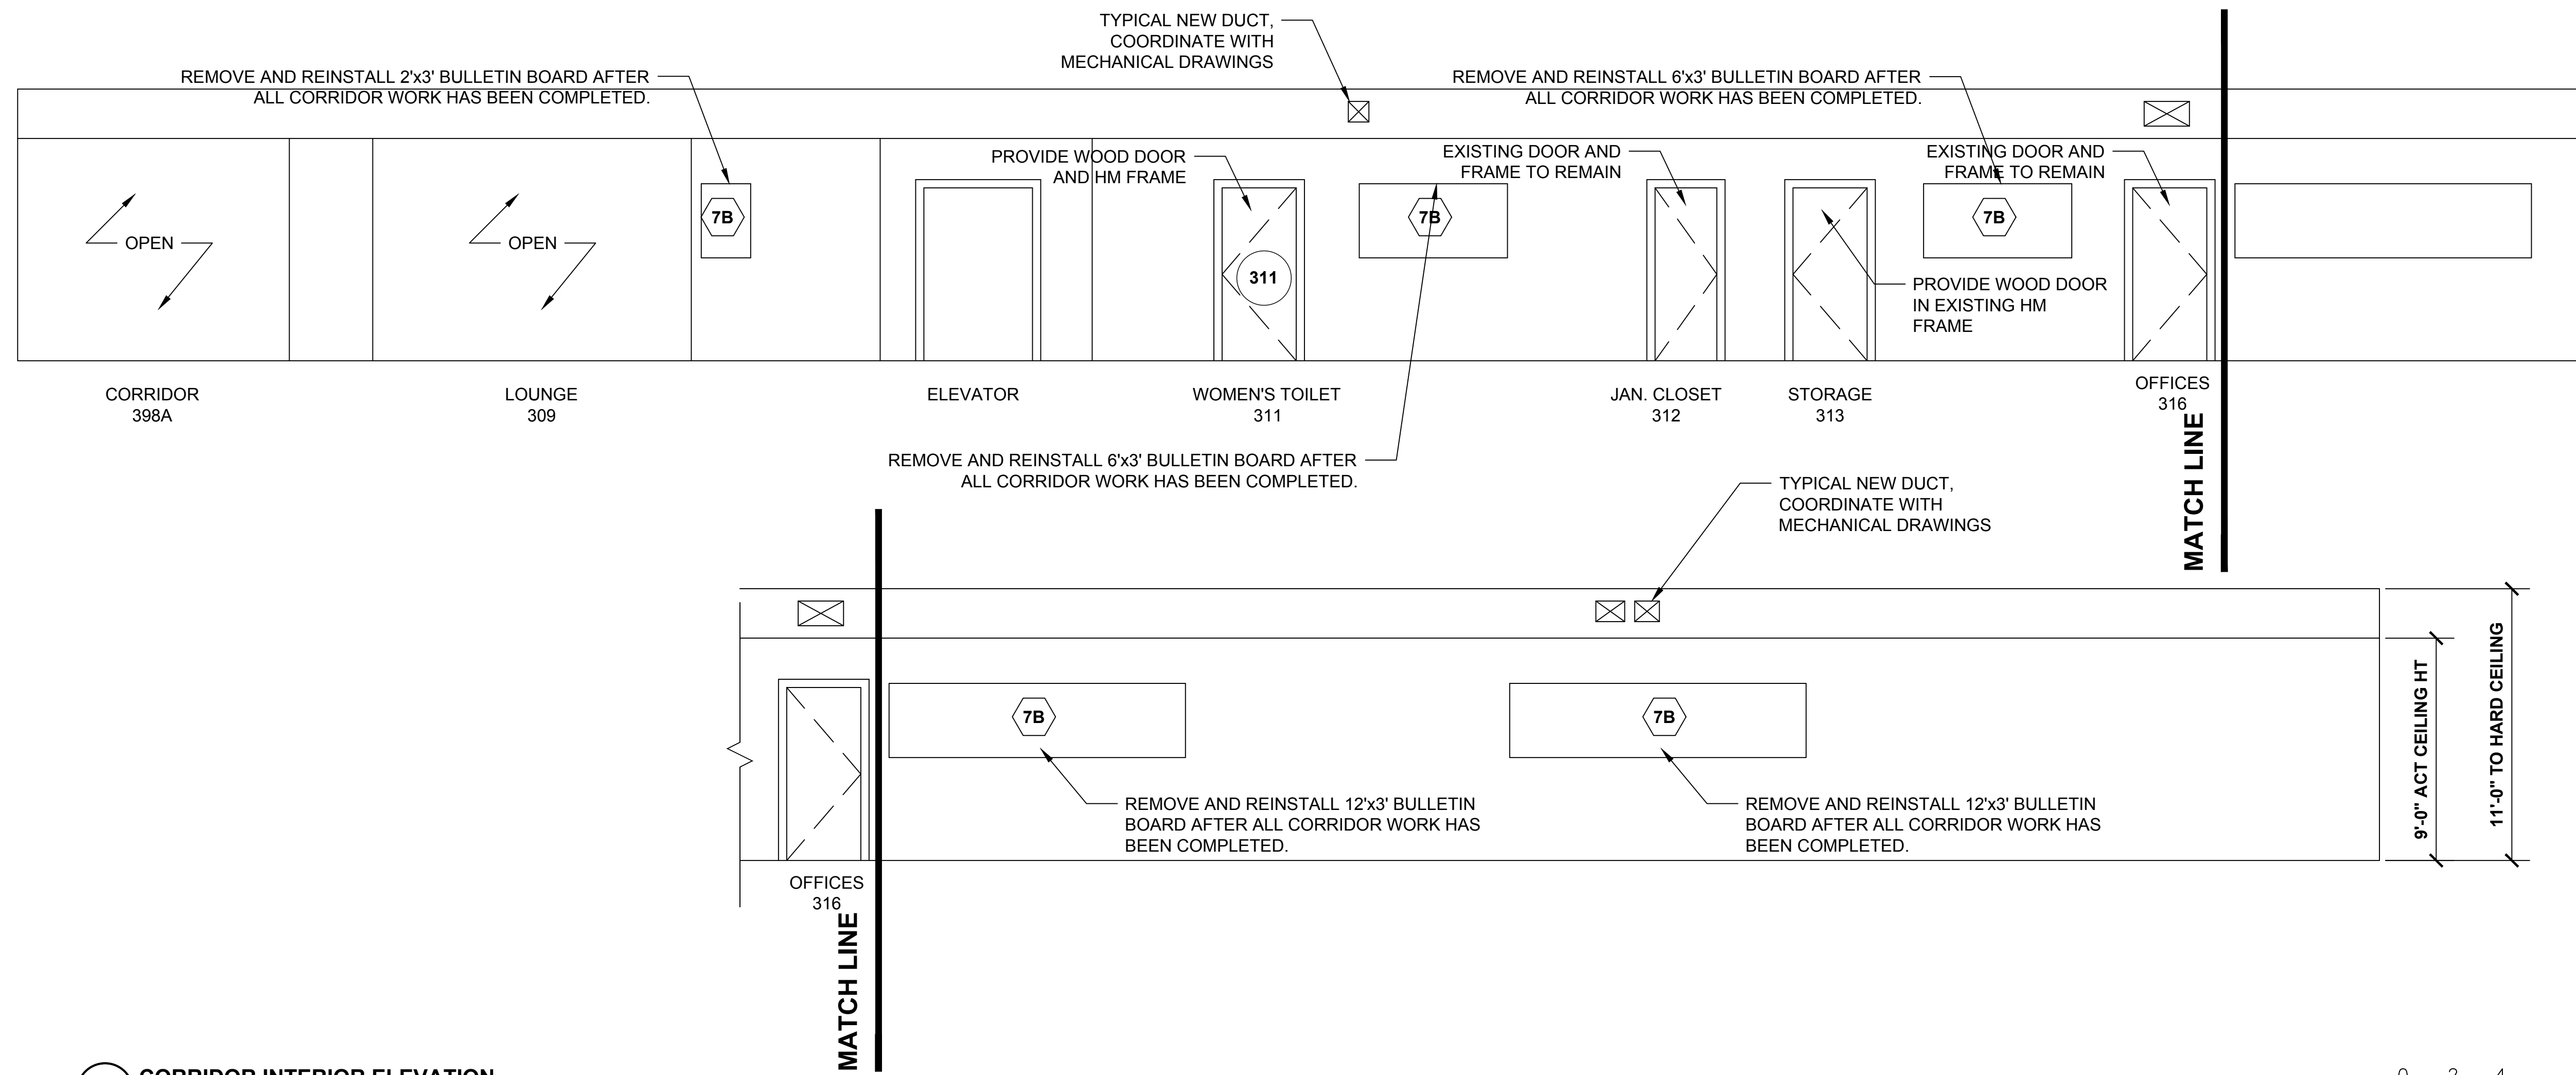 TYPICAL NEW DUCT,
COORDINATE WITH
MECHANICAL DRAWINGS
REMOVE AND REINSTALL 2'x3' BULLETIN BOARD AFTER
ALL CORRIDOR WORK HAS BEEN COMPLETED.
REMOVE AND REINSTALL 6'x3' BULLETIN BOARD AFTER
ALL CORRIDOR WORK HAS BEEN COMPLETED.
PROVIDE WOOD DOOR
AND HM FRAME
EXISTING DOOR AND
FRAME TO REMAIN
EXISTING DOOR AND
FRAME TO REMAIN
OPEN
OPEN
7B
311
7B
7B
PROVIDE WOOD DOOR
IN EXISTING HM
FRAME
CORRIDOR
398A
LOUNGE
309
ELEVATOR
WOMEN'S TOILET
311
JAN. CLOSET
312
STORAGE
313
OFFICES
316
MATCH LINE
REMOVE AND REINSTALL 6'x3' BULLETIN BOARD AFTER
ALL CORRIDOR WORK HAS BEEN COMPLETED.
TYPICAL NEW DUCT,
COORDINATE WITH
MECHANICAL DRAWINGS
7B
7B
REMOVE AND REINSTALL 12'x3' BULLETIN
BOARD AFTER ALL CORRIDOR WORK HAS
BEEN COMPLETED.
REMOVE AND REINSTALL 12'x3' BULLETIN
BOARD AFTER ALL CORRIDOR WORK HAS
BEEN COMPLETED.
9'-0" ACT CEILING HT
11'-0" TO HARD CEILING
OFFICES
316
MATCH LINE
CORRIDOR INTERIOR ELEVATION
0 2 4